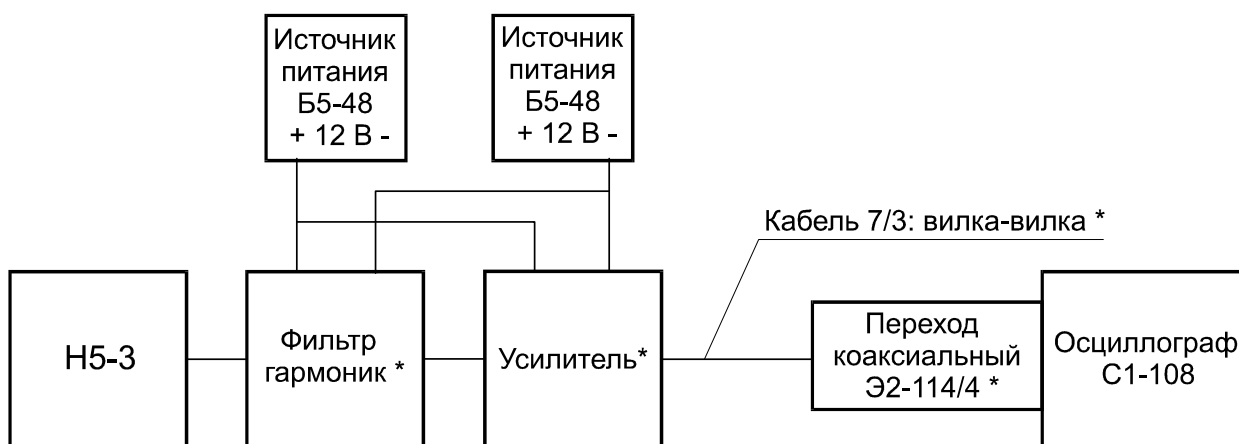 Источник
питания
Б5-48
+ 12 В -
Источник
питания
Б5-48
+ 12 В -
Кабель 7/3: вилка-вилка *
Н5-3
Фильтр
гармоник *
Усилитель*
Переход
коаксиальный
Э2-114/4 *
Осциллограф
С1-108